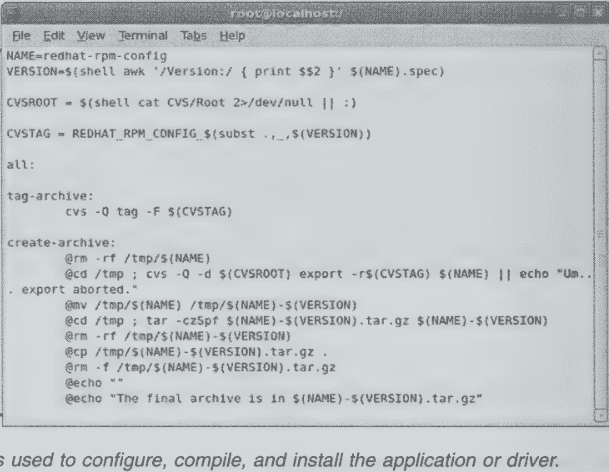 root@localhost:/
File Edit View Terminal Tabs Help
NAME=redhat-rpm-config
VERSION=$(shell awk '/Version:/ { print $$2 }' $(NAME).spec)
CVSROOT = $(shell cat CVS/Root 2>/dev/null || :)
CVSTAG = REDHAT_RPM_CONFIG_$(subst .,_,$(VERSION))
all:
tag-archive:
cvs -Q tag -F $(CVSTAG)
create-archive:
@rm -rf /tmp/$(NAME)
@cd /tmp ; cvs -Q -d $(CVSROOT) export -r$(CVSTAG) $(NAME) || echo "Um..
. export aborted."
@mv /tmp/$(NAME) /tmp/$(NAME)-$(VERSION)
@cd /tmp ; tar -czSpf $(NAME)-$(VERSION).tar.gz $(NAME)-$(VERSION)
@rm -rf /tmp/$(NAME)-$(VERSION)
@cp /tmp/$(NAME)-$(VERSION).tar.gz .
@rm -f /tmp/$(NAME)-$(VERSION).tar.gz
@echo ""
@echo "The final archive is in $(NAME)-$(VERSION).tar.gz"
s used to configure, compile, and install the application or driver.